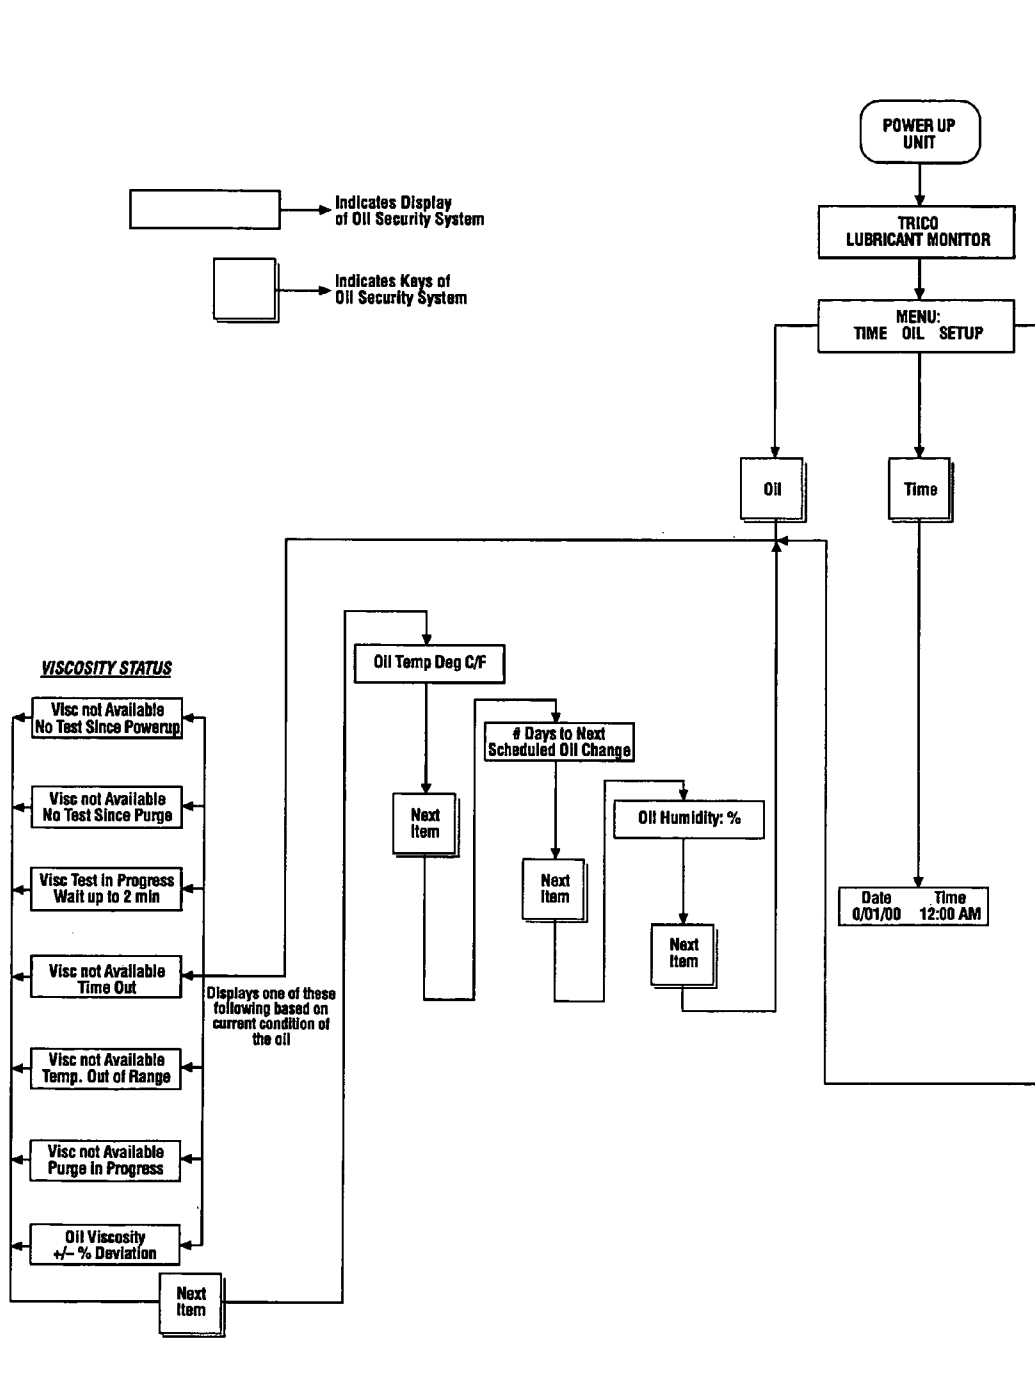 POWER UP
UNIT
Indicates Display
of Oil Security System
TRICO
LUBRICANT MONITOR
Indicates Keys of
Oil Security System
MENU:
TIME OIL SETUP
Oil
Time
VISCOSITY STATUS
Visc not Available
No Test Since Powerup
Visc not Available
No Test Since Purge
Visc Test in Progress
Wait up to 2 min
Visc not Available
Time Out
Displays one of these
following based on
current condition of
the oil
Visc not Available
Temp. Out of Range
Visc not Available
Purge in Progress
Oil Viscosity
+/– % Deviation
Next
Item
Oil Temp Deg C/F
Next
Item
# Days to Next
Scheduled Oil Change
Next
Item
Oil Humidity: %
Next
Item
Date Time
0/01/00 12:00 AM